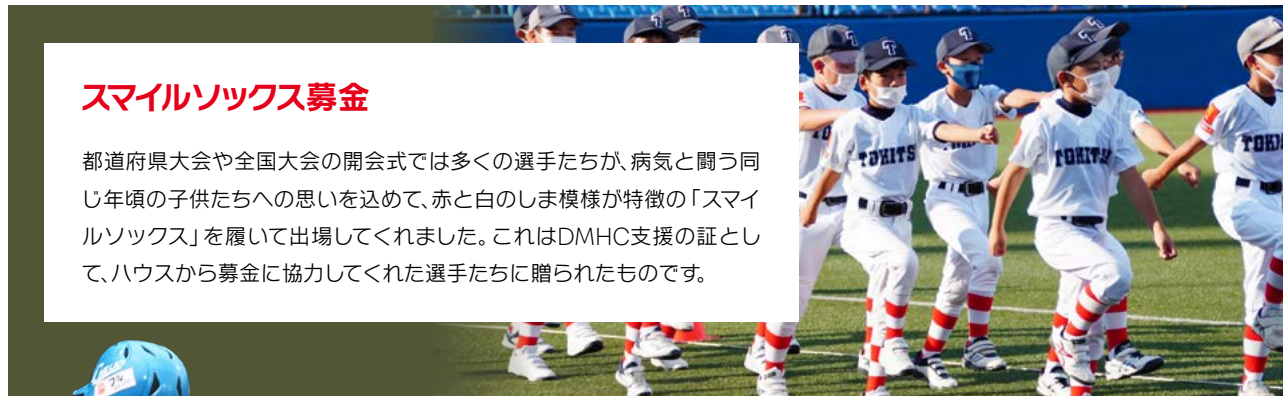 スマイルソックス募金
都道府県大会や全国大会の開会式では多くの選手たちが、病気と闘う同
じ年頃の子供たちへの思いを込めて、赤と白のしま模様が特徴の「スマイ
ルソックス」を履いて出場してくれました。これはDMHC支援の証とし
て、ハウスから募金に協力してくれた選手たちに贈られたものです。
TOKITS